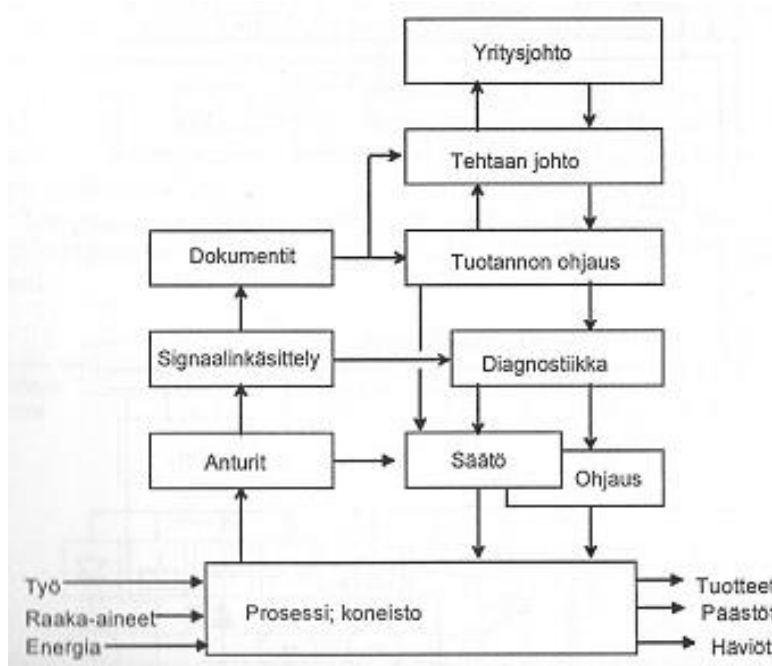 Yritysjohto
Tehtaan johto
Dokumentit
Tuotannon ohjaus
Signaalinkäsittely
Diagnostiikka
Anturit
Säätö
Ohjaus
Työ
Raaka-aineet
Energia
Prosessi; koneisto
Tuotteet
Päästöt
Häviöt